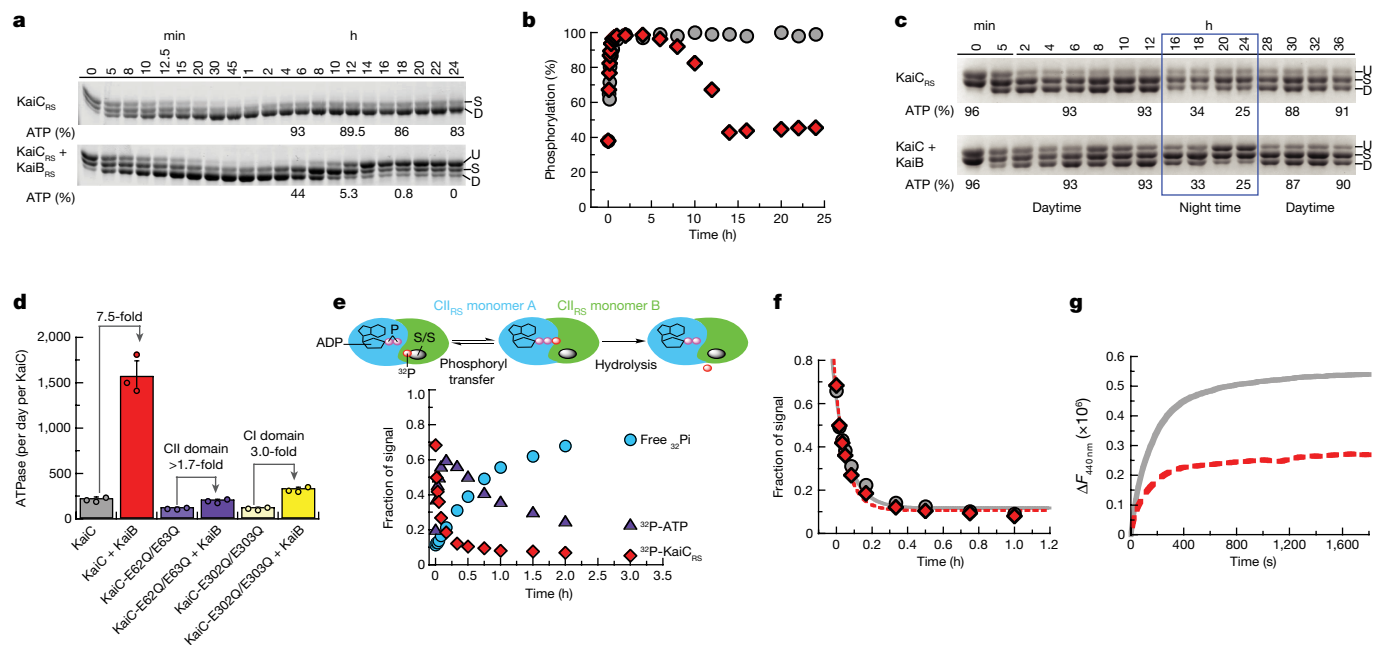 a
min h
0 5 8 10 12.5 15 20 30 45 1 2 4 6 8 10 12 14 16 18 20 22 24
KaiC_RS
S
D
ATP (%) 93 89.5 86 83
KaiC_RS +
KaiB_RS
U
S
D
ATP (%) 44 5.3 0.8 0
b
Phosphorylation (%)
100
80
60
40
20
0
0 5 10 15 20 25
Time (h)
c
min h
0 5 2 4 6 8 10 12 16 18 20 24 28 30 32 36
KaiC_RS
U
S
D
ATP (%) 96 93 93 34 25 88 91
KaiC +
KaiB
U
S
D
ATP (%) 96 93 93 33 25 87 90
Daytime Night time Daytime
d
ATPase (per day per KaiC)
2,000
1,500
1,000
500
0
7.5-fold
CII domain
>1.7-fold
CI domain
3.0-fold
KaiC
KaiC + KaiB
KaiC-E62Q/E63Q
KaiC-E62Q/E63Q + KaiB
KaiC-E302Q/E303Q
KaiC-E302Q/E303Q + KaiB
e
CII_RS monomer A CII_RS monomer B
ADP
P
S/S
32P
Phosphoryl
transfer
Hydrolysis
Fraction of signal
1.0
0.8
0.6
0.4
0.2
0
Free 32Pi
32P-ATP
32P-KaiC_RS
0 0.5 1.0 1.5 2.0 2.5 3.0 3.5
Time (h)
f
Fraction of signal
0.8
0.6
0.4
0.2
0
0 0.2 0.4 0.6 0.8 1.0 1.2
Time (h)
g
ΔF440 nm (×10⁶)
0.6
0.4
0.2
0
0 400 800 1,200 1,600
Time (s)